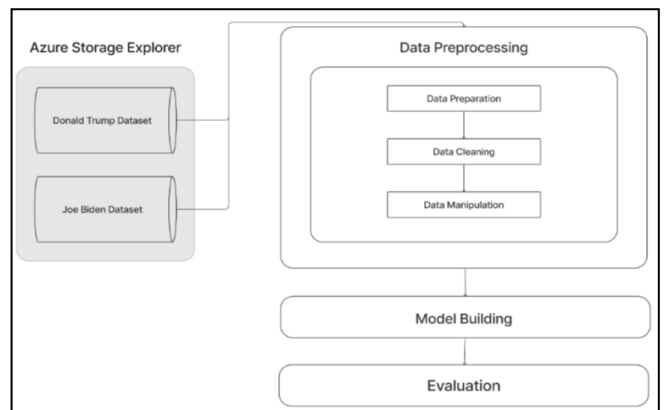 Azure Storage Explorer
Donald Trump Dataset
Joe Biden Dataset
Data Preprocessing
Data Preparation
Data Cleaning
Data Manipulation
Model Building
Evaluation